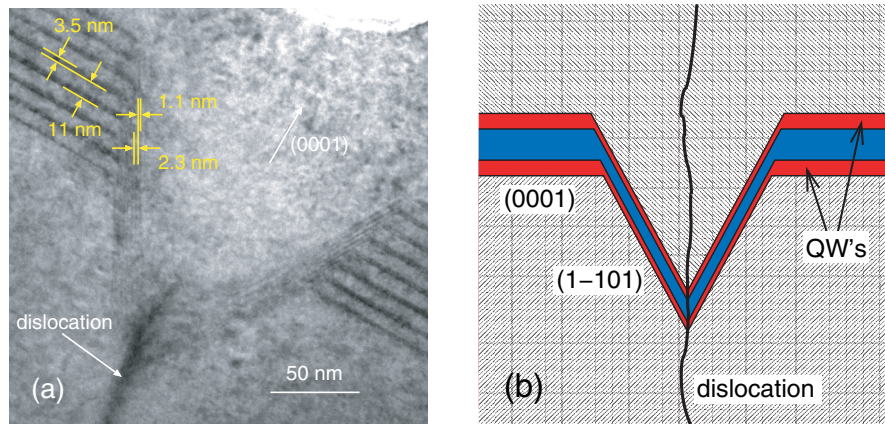 3.5 nm
1.1 nm
11 nm
(0001)
2.3 nm
dislocation
50 nm
(a)
(0001)
QW's
(1–101)
(b)
dislocation